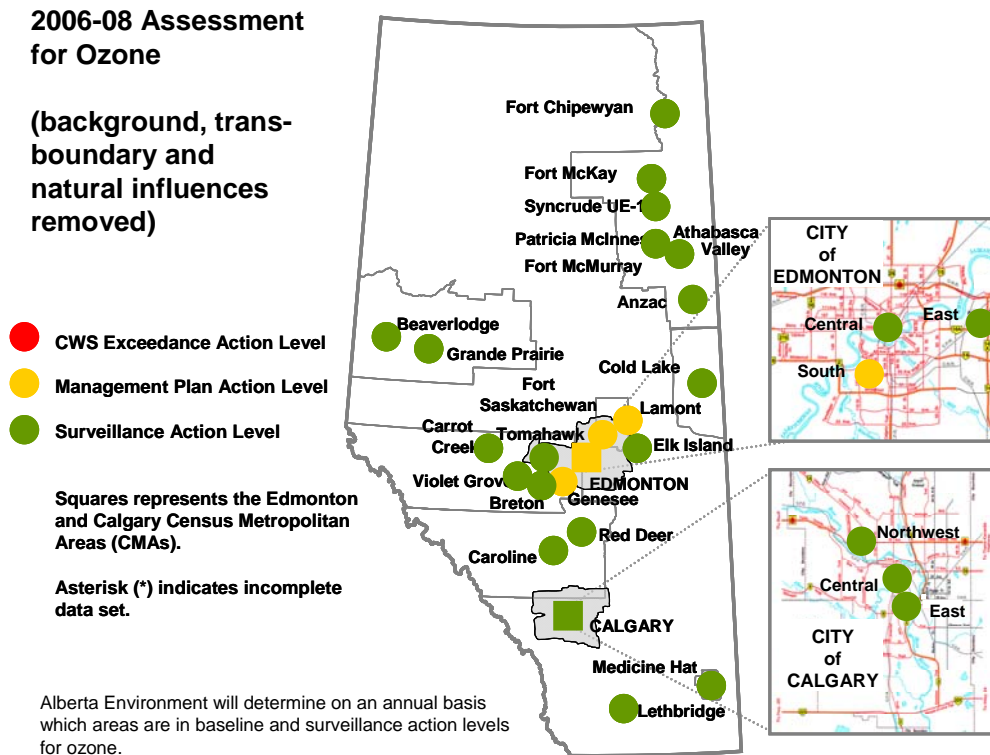 2006-08 Assessment
for Ozone
(background, trans-
boundary and
natural influences
removed)
CWS Exceedance Action Level
Management Plan Action Level
Surveillance Action Level
Squares represents the Edmonton
and Calgary Census Metropolitan
Areas (CMAs).
Asterisk (*) indicates incomplete
data set.
Alberta Environment will determine on an annual basis
which areas are in baseline and surveillance action levels
for ozone.
Fort Chipewyan
Fort McKay
Syncrude UE-1
Patricia McInnes
Athabasca
Valley
Fort McMurray
Anzac
Beaverlodge
Grande Prairie
Cold Lake
Fort
Saskatchewan
Lamont
Carrot
Creek
Tomahawk
Elk Island
Violet Grove
EDMONTON
Breton
Genesee
Red Deer
Caroline
CALGARY
Medicine Hat
Lethbridge
CITY
of
EDMONTON
Central
East
South
Northwest
Central
East
CITY
of
CALGARY